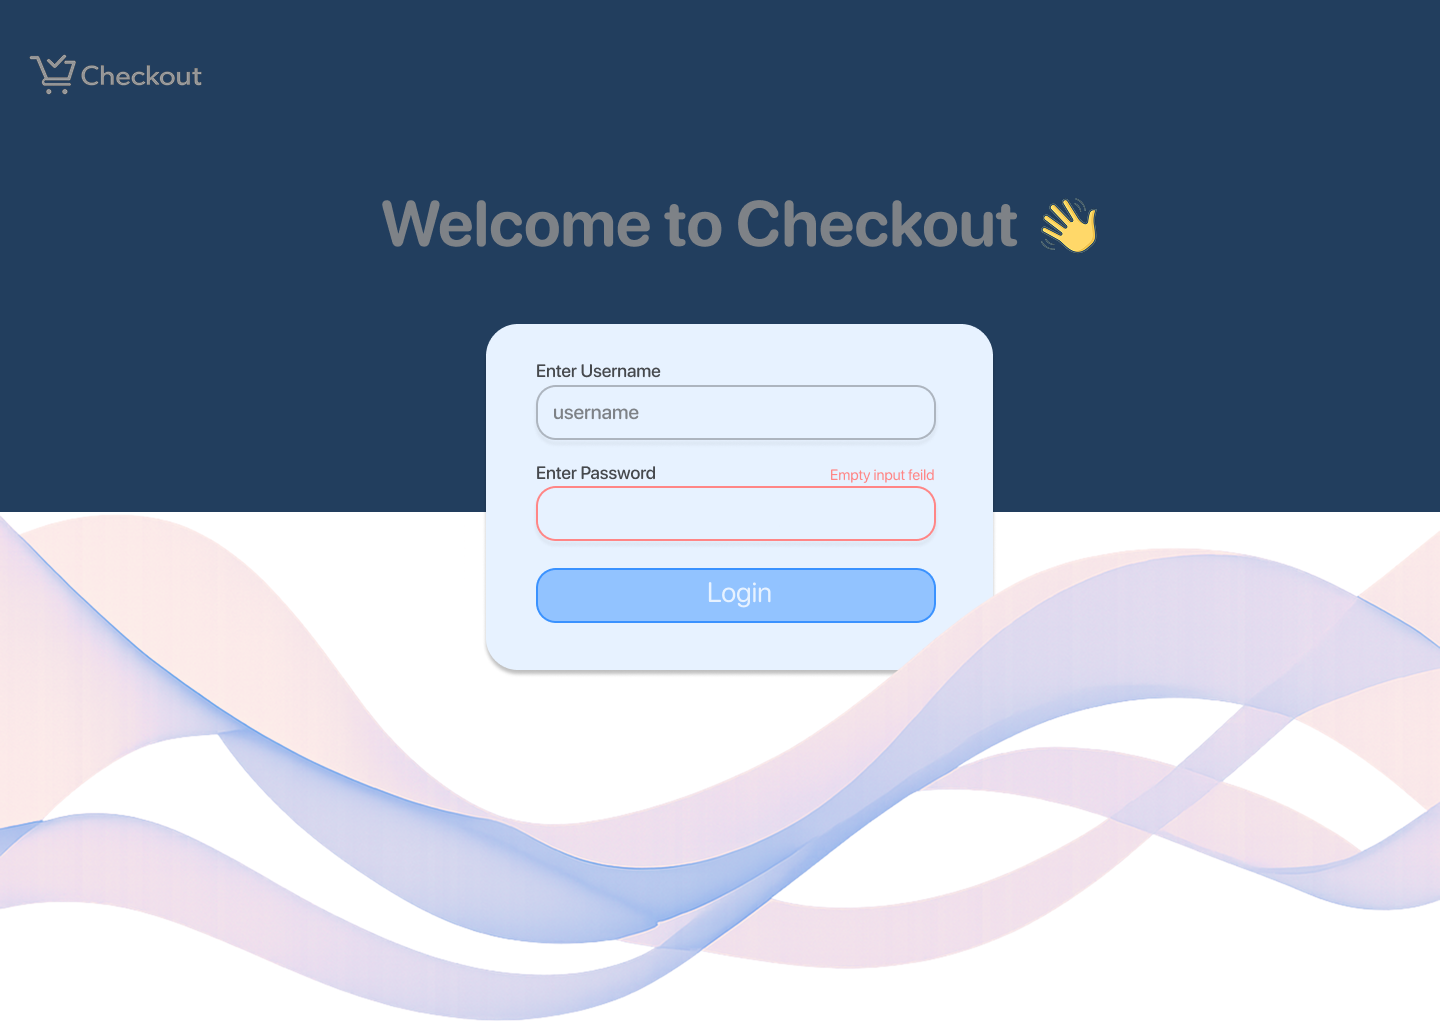 Checkout
Welcome to Checkout 👋
Enter Username
username
Enter Password
Empty input feild
Login